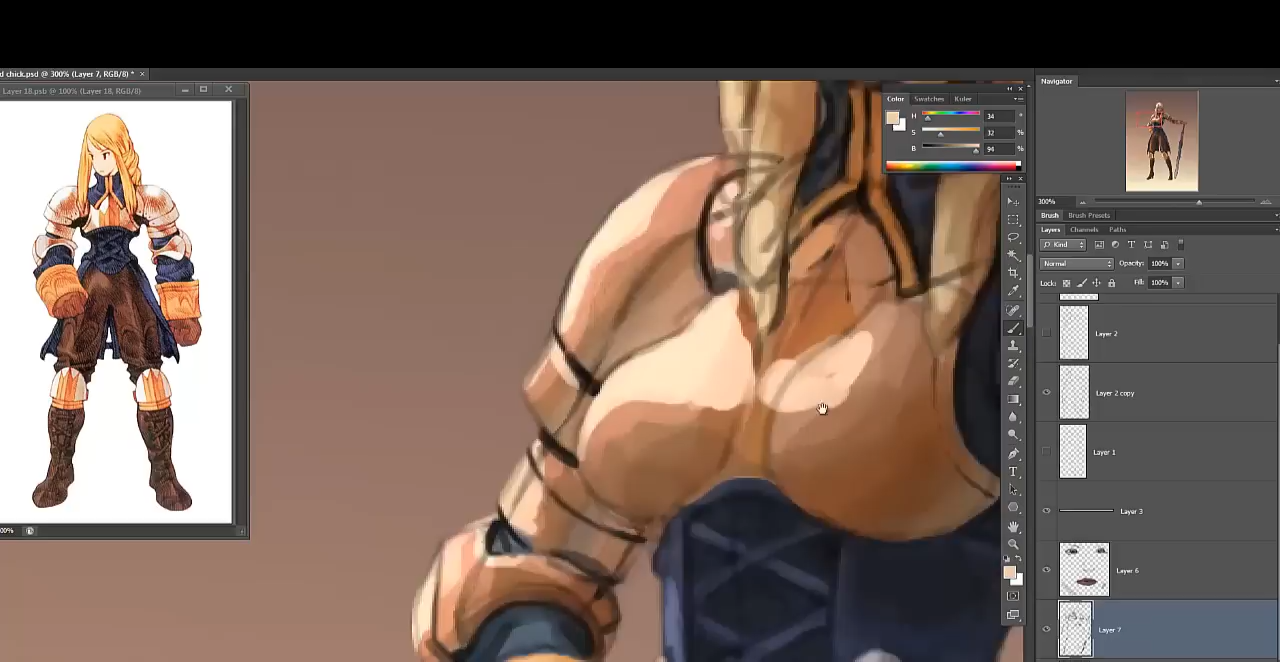 d chick.psd @ 300% (Layer 7, RGB/8) * ×
Layer 18.psb @ 100% (Layer 18, RGB/8)
00%
Color Swatches Kuler
H 34 °
S 32 %
B 94 %
Navigator
300%
Brush Brush Presets
Layers Channels Paths
Kind
Normal Opacity: 100%
Lock: Fill: 100%
Layer 2
Layer 2 copy
Layer 1
Layer 3
Layer 6
Layer 7